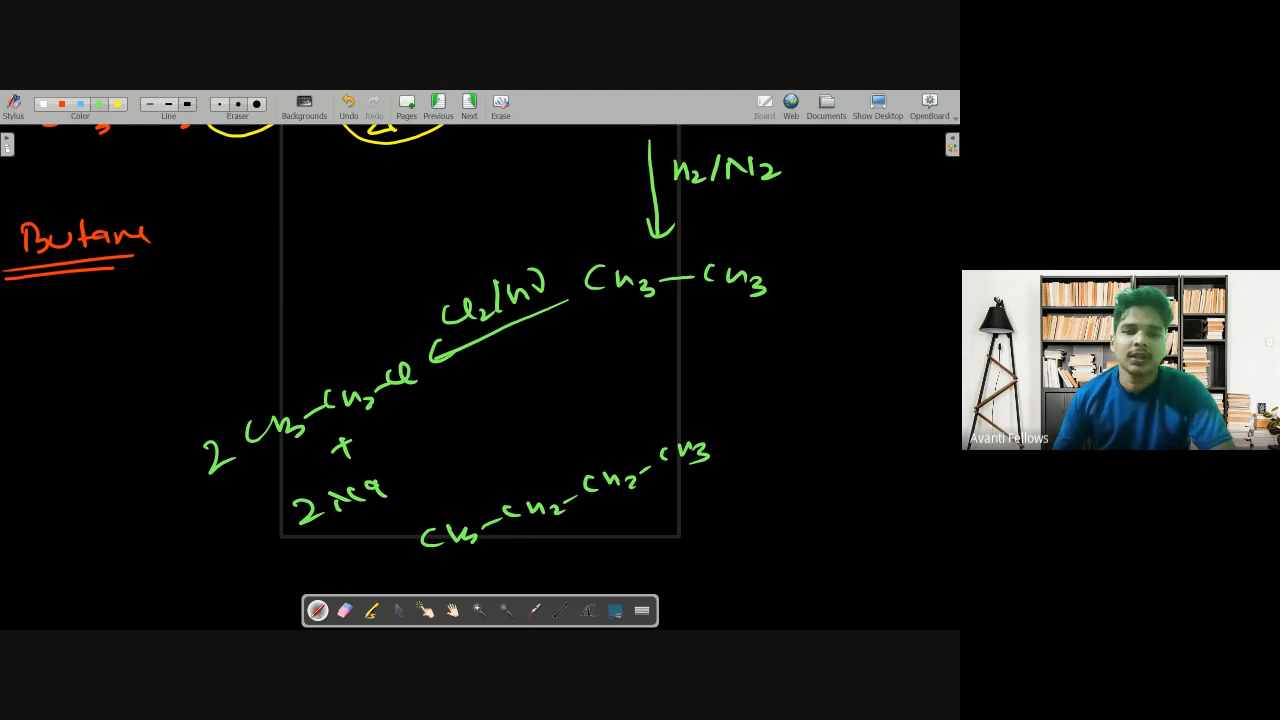 Stylus
Color
Line
Eraser
Backgrounds
Undo
Redo
Pages
Previous
Next
Erase
Board
Web
Documents
Show Desktop
OpenBoard
H2/Ni
Butane
CH3—CH3
Cl2/hν
CH3—CH2—Cl
2
+
2 Na
CH3—CH2—CH2—CH3
Avanti Fellows